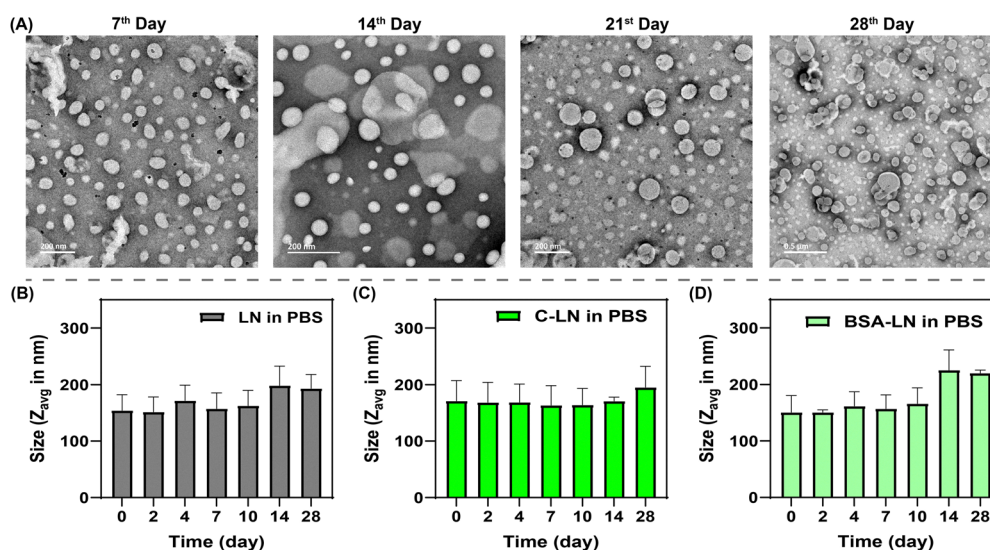 (A) 7th Day 14th Day 21st Day 28th Day
200 nm 200 nm 200 nm 0.5 µm
(B) (C) (D)
LN in PBS
Size (Zavg in nm)
300
200
100
0
0 2 4 7 10 14 28
Time (day)
C-LN in PBS
Size (Zavg in nm)
300
200
100
0
0 2 4 7 10 14 28
Time (day)
BSA-LN in PBS
Size (Zavg in nm)
300
200
100
0
0 2 4 7 10 14 28
Time (day)